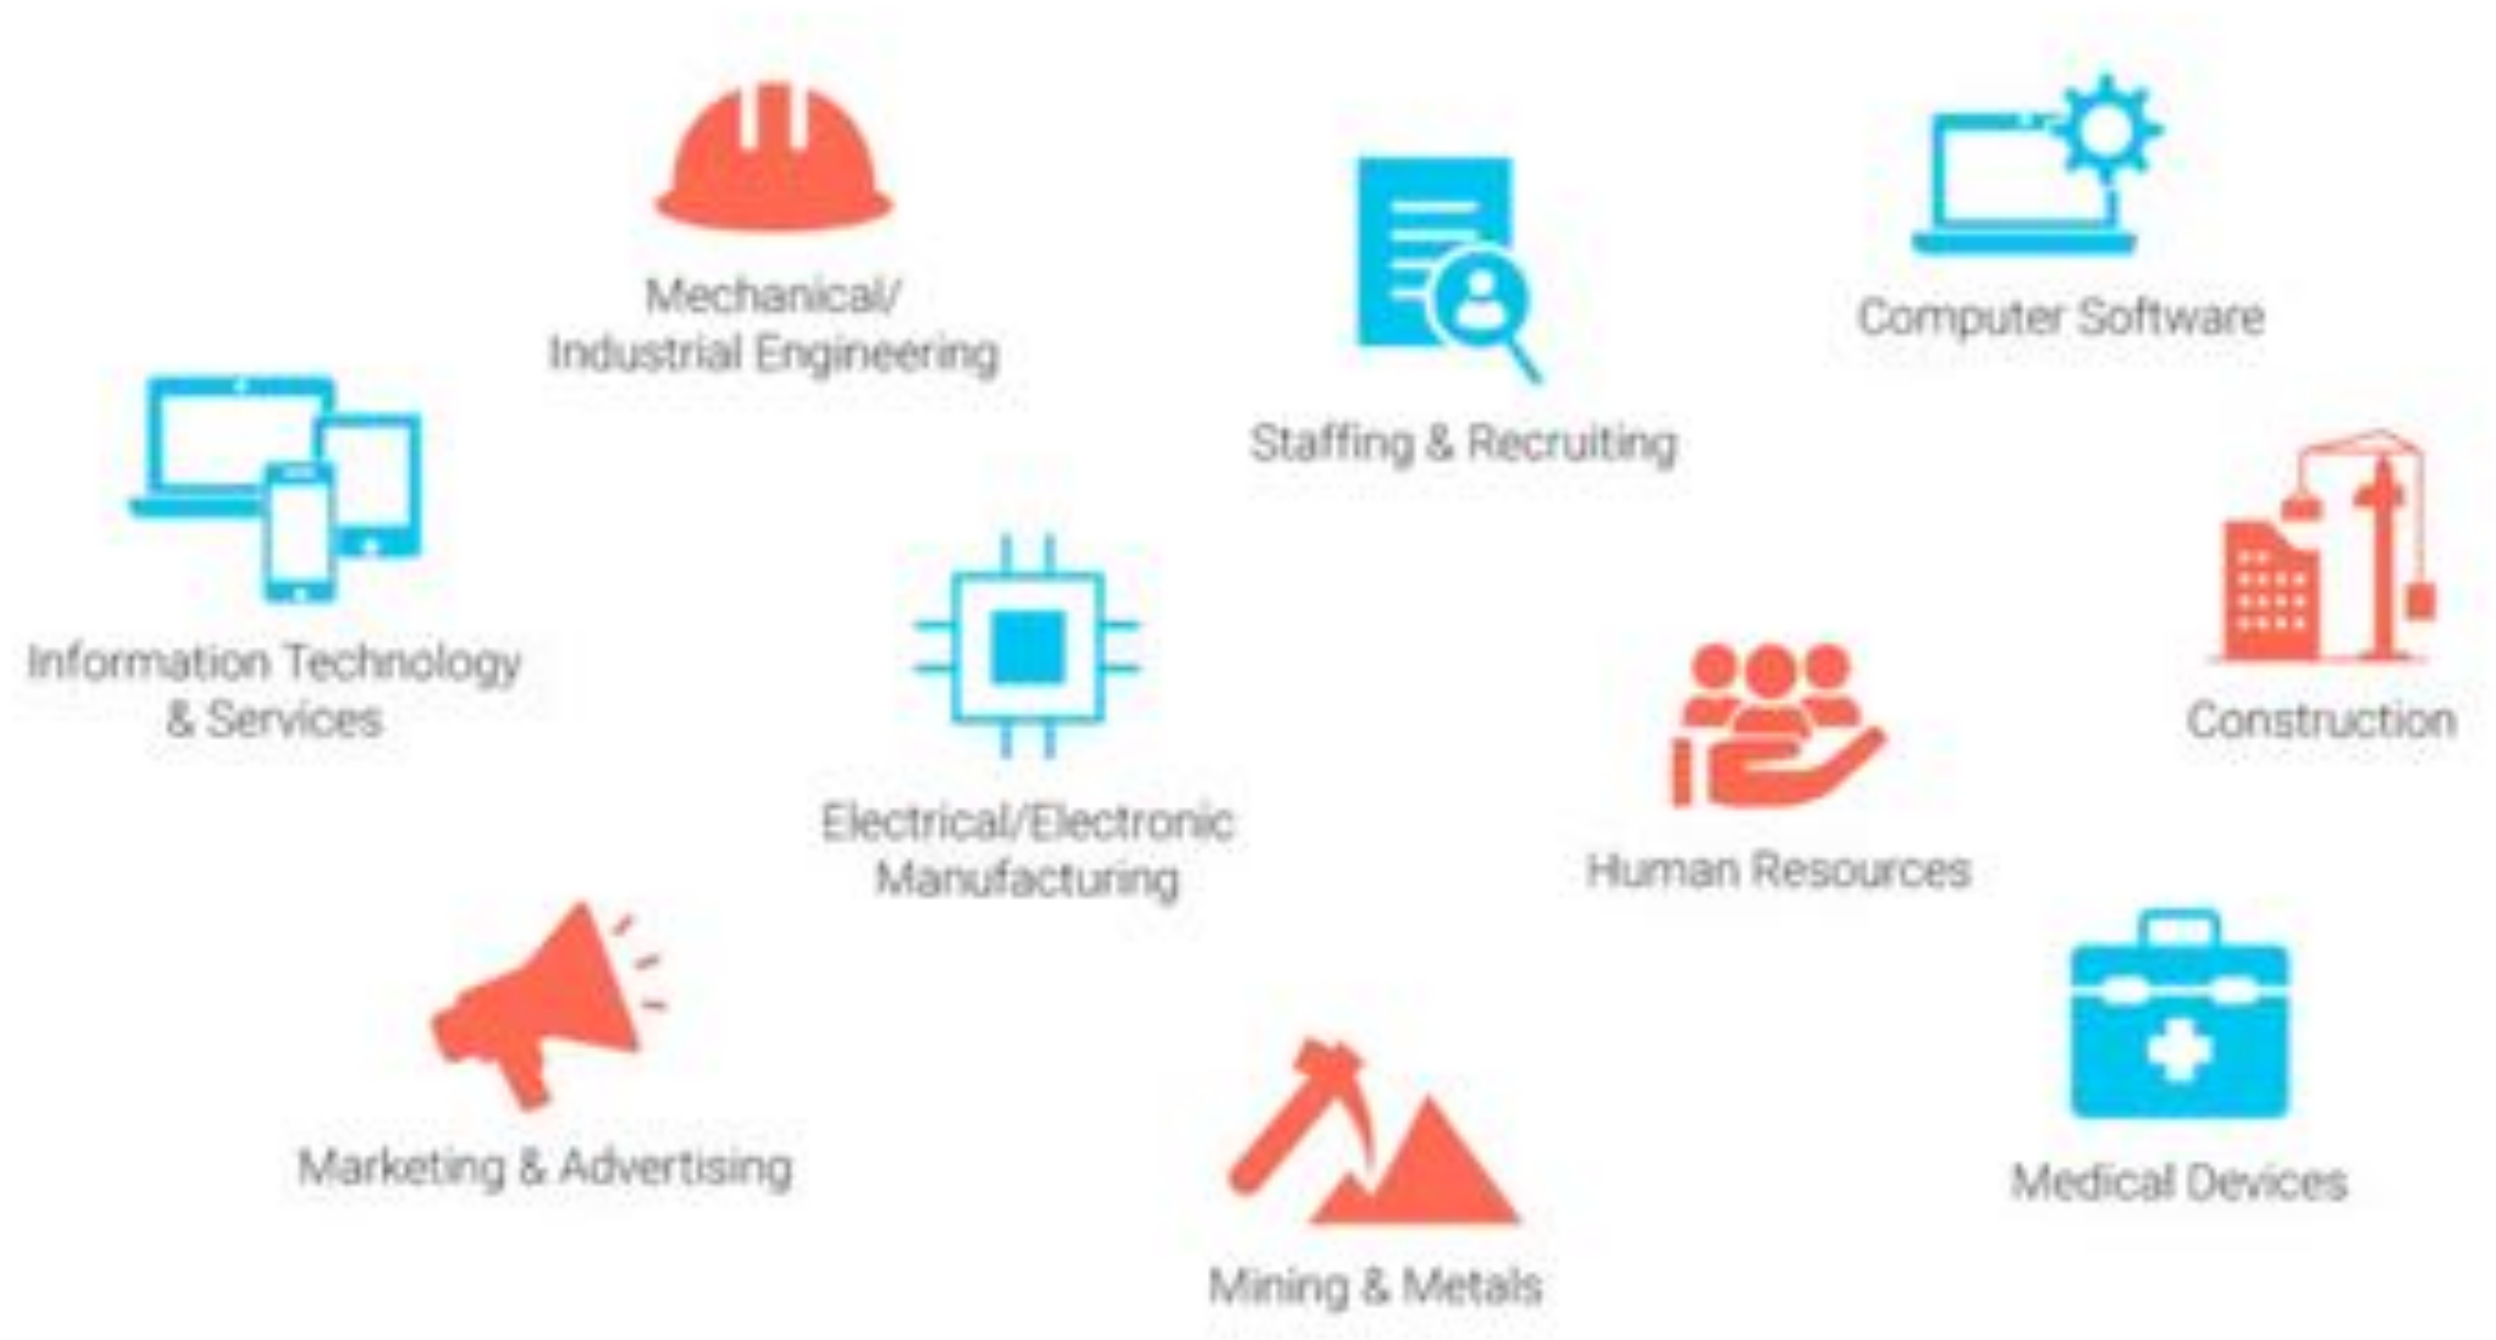 Mechanical/
Industrial Engineering
Staffing & Recruiting
Computer Software
Information Technology
& Services
Electrical/Electronic
Manufacturing
Human Resources
Construction
Marketing & Advertising
Mining & Metals
Medical Devices